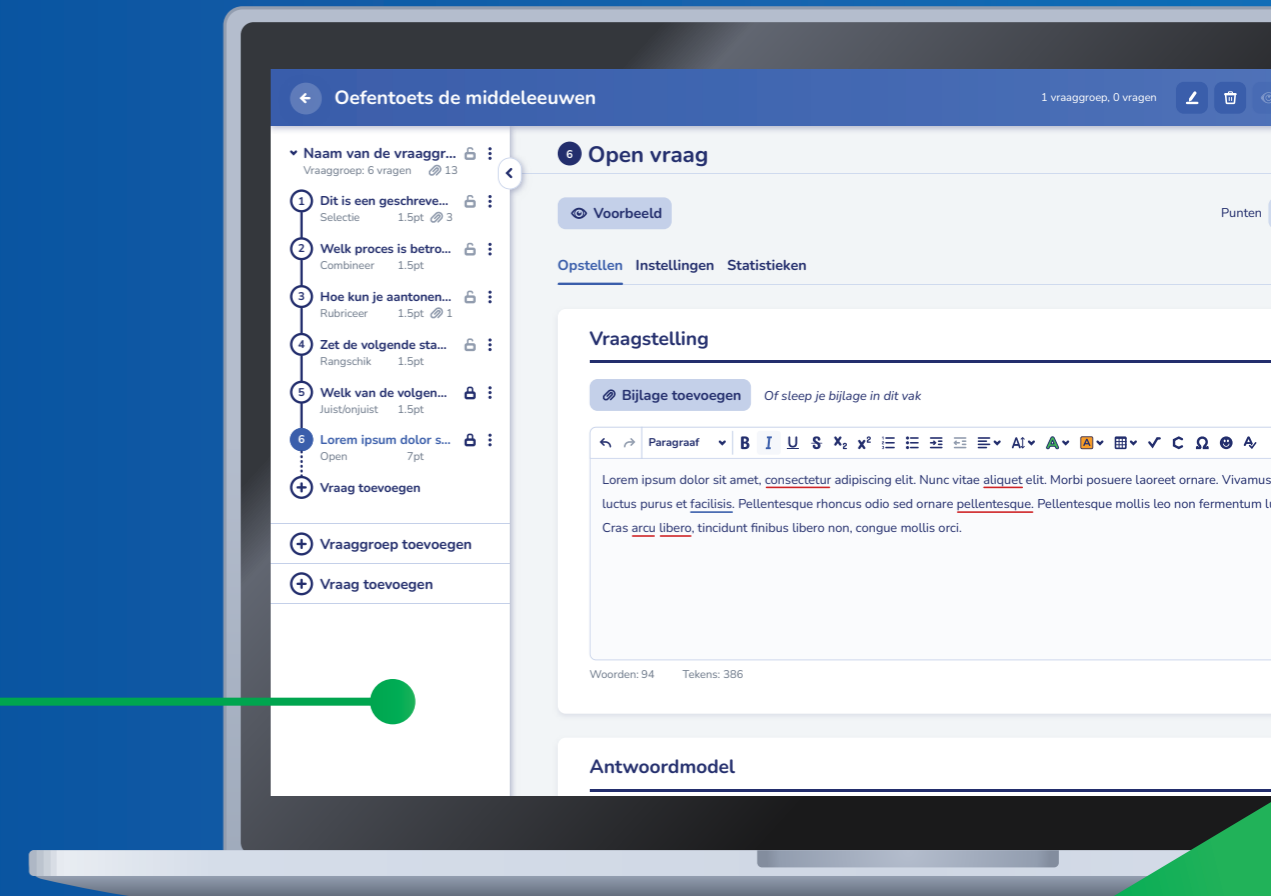 Oefentoets de middeleeuwen
1 vraaggroep, 0 vragen
Naam van de vraaggr...
Vraaggroep: 6 vragen 13
1 Dit is een geschreve...
Selectie 1.5pt 3
2 Welk proces is betro...
Combineer 1.5pt
3 Hoe kun je aantonen...
Rubriceer 1.5pt 1
4 Zet de volgende sta...
Rangschik 1.5pt
5 Welk van de volgen...
Juist/onjuist 1.5pt
6 Lorem ipsum dolor s...
Open 7pt
Vraag toevoegen
Vraaggroep toevoegen
Vraag toevoegen
6 Open vraag
Voorbeeld
Punten
Opstellen Instellingen Statistieken
Vraagstelling
Bijlage toevoegen Of sleep je bijlage in dit vak
Paragraaf B I U S X₂ x²
Lorem ipsum dolor sit amet, consectetur adipiscing elit. Nunc vitae aliquet elit. Morbi posuere laoreet ornare. Vivamus
luctus purus et facilisis. Pellentesque rhoncus odio sed ornare pellentesque. Pellentesque mollis leo non fermentum
Cras arcu libero, tincidunt finibus libero non, congue mollis orci.
Woorden: 94 Tekens: 386
Antwoordmodel